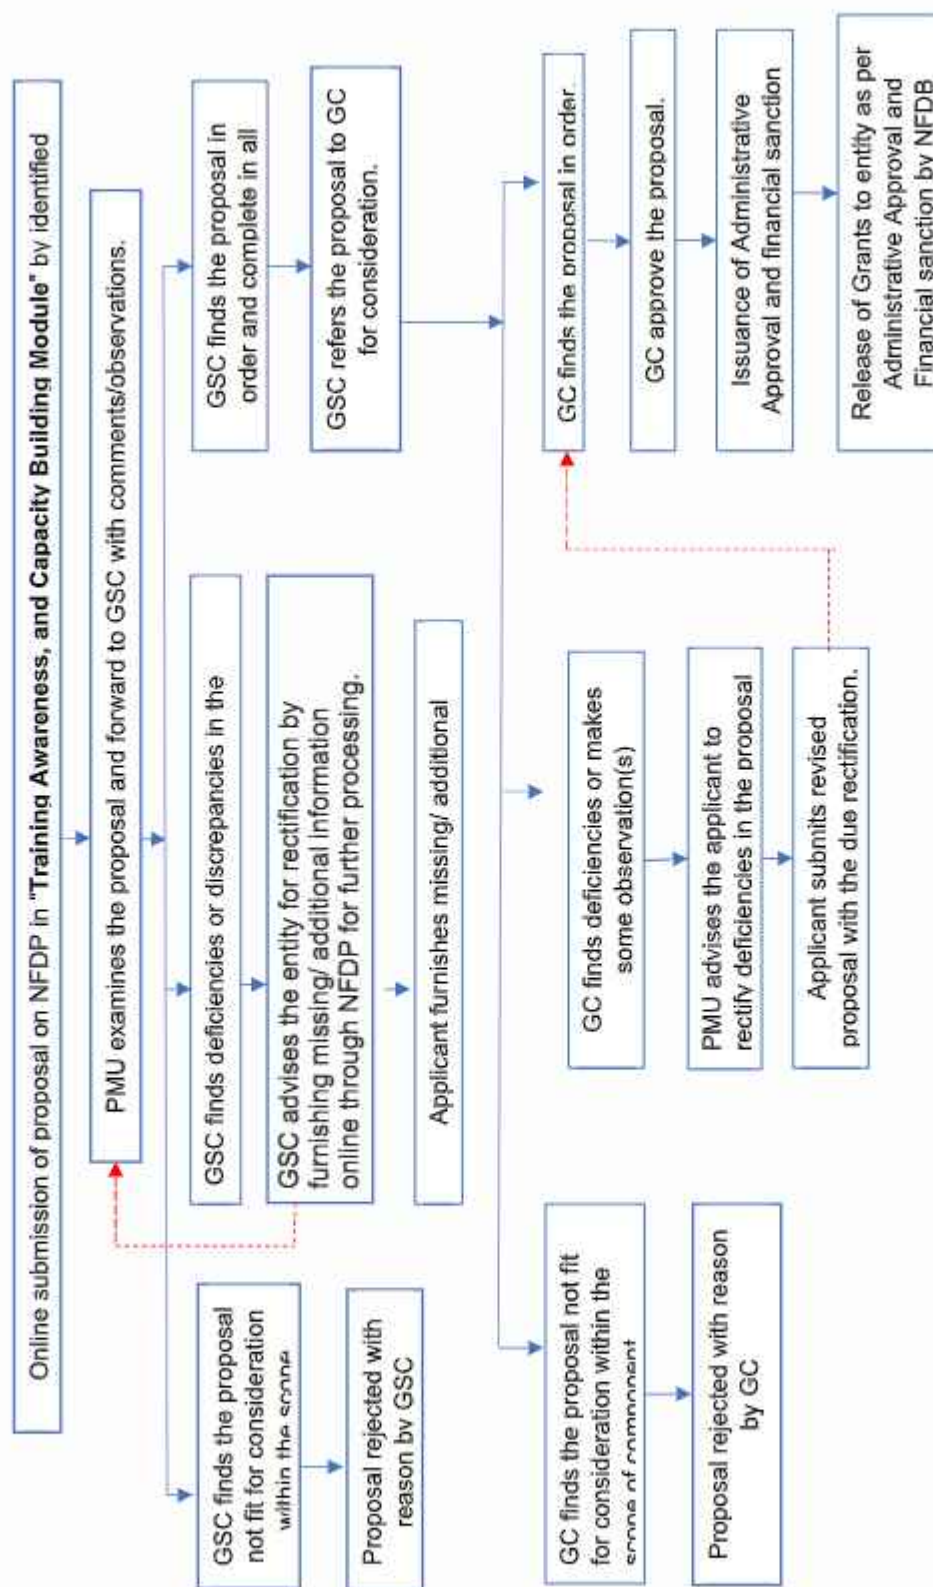 Online submission of proposal on NFDP in "Training Awareness, and Capacity Building Module" by identified
PMU examines the proposal and forward to GSC with comments/observations.
GSC finds the proposal
not fit for consideration
within the scope
Proposal rejected with
reason by GSC
GSC finds deficiencies or discrepancies in the
GSC advises the entity for rectification by
furnishing missing/ additional information
online through NFDP for further processing.
Applicant furnishes missing/ additional
GSC finds the proposal in
order and complete in all
GSC refers the proposal to GC
for consideration.
GC finds the proposal not fit
for consideration within the
scope of component
Proposal rejected with reason
by GC
GC finds deficiencies or makes
some observation(s)
PMU advises the applicant to
rectify deficiencies in the proposal
Applicant submits revised
proposal with the due rectification.
GC finds the proposal in order.
GC approve the proposal.
Issuance of Administrative
Approval and financial sanction
Release of Grants to entity as per
Administrative Approval and
Financial sanction by NFDB